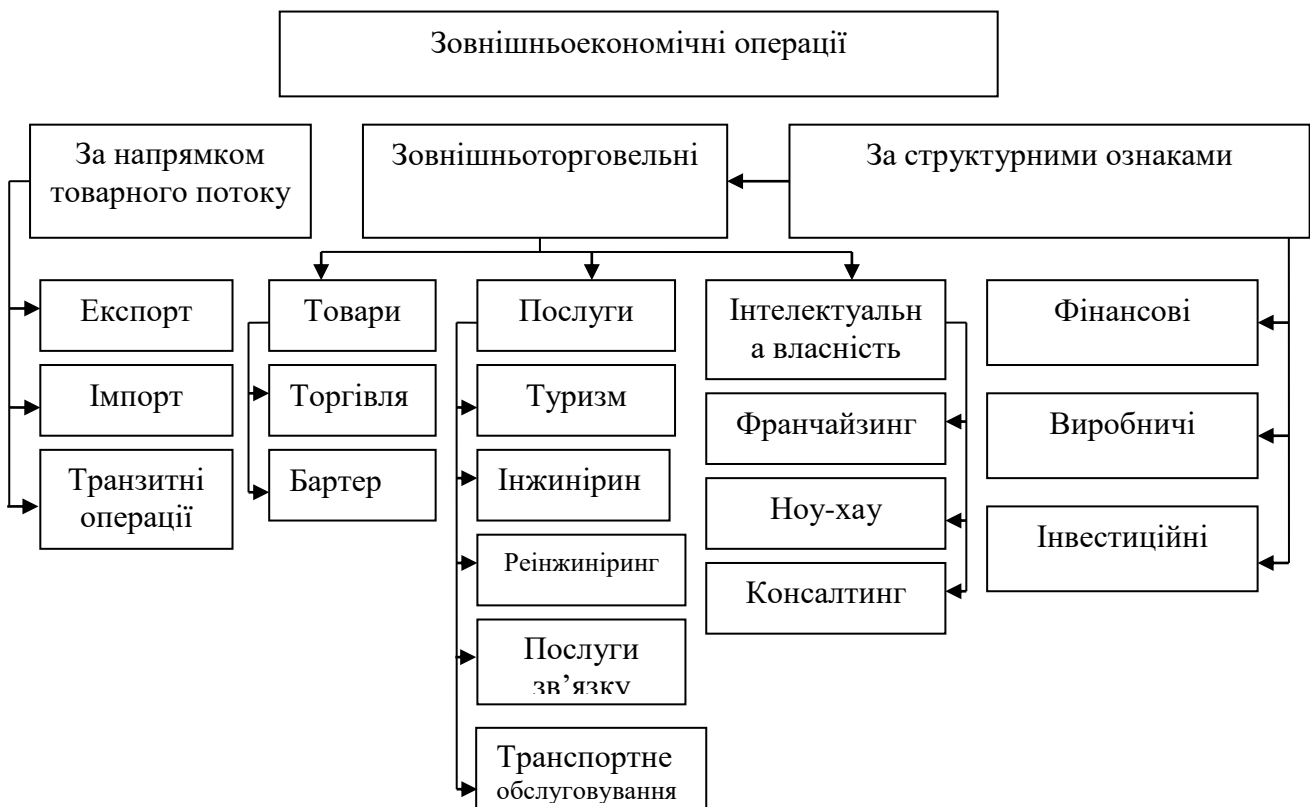 Зовнішньоекономічні операції
За напрямком
товарного потоку
Зовнішньоторговельні
За структурними ознаками
Експорт
Імпорт
Транзитні
операції
Товари
Торгівля
Бартер
Послуги
Туризм
Інжинірин
Реінжиніринг
Послуги
зв’язку
Транспортне
обслуговування
Інтелектуальн
а власність
Франчайзинг
Ноу-хау
Консалтинг
Фінансові
Виробничі
Інвестиційні